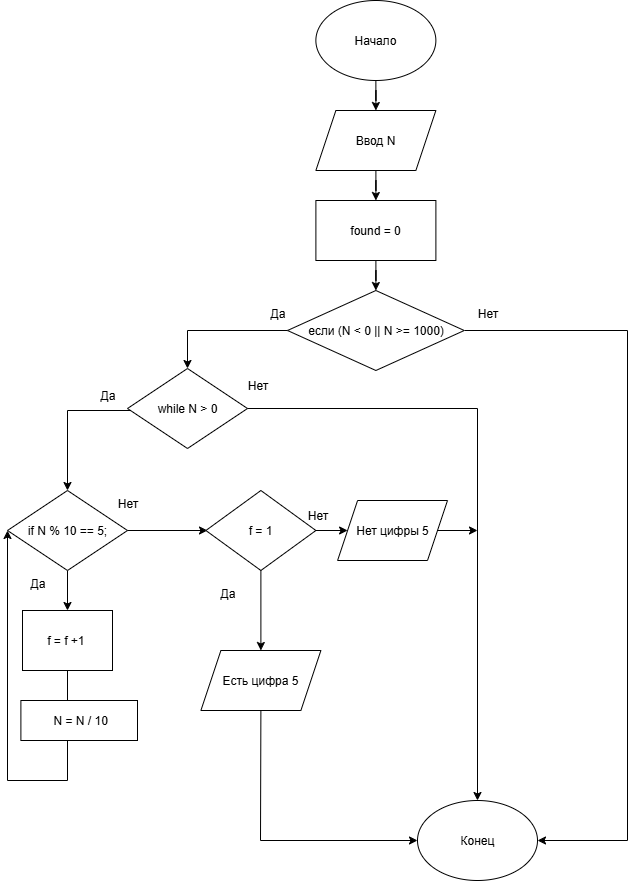 Начало
Ввод N
found = 0
Да
Нет
если (N < 0 || N >= 1000)
Нет
Да
while N > 0
Нет
Нет
if N % 10 == 5;
f = 1
Нет цифры 5
Да
Да
f = f +1
Есть цифра 5
N = N / 10
Конец